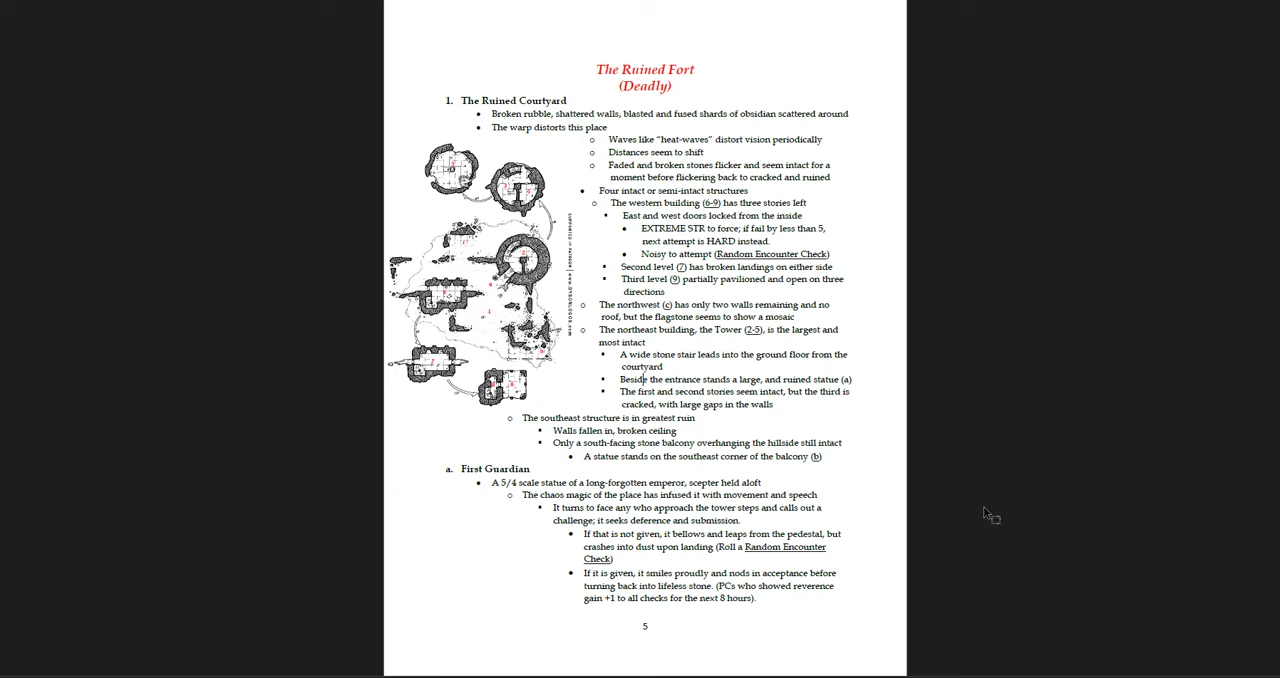 The Ruined Fort
(Deadly)
1. The Ruined Courtyard
• Broken rubble, shattered walls, blasted and fused shards of obsidian scattered around
• The warp distorts this place
o Waves like “heat-waves” distort vision periodically
o Distances seem to shift
o Faded and broken stones flicker and seem intact for a
moment before flickering back to cracked and ruined
• Four intact or semi-intact structures
o The western building (6-9) has three stories left
▪ East and west doors locked from the inside
• EXTREME STR to force; if fail by less than 5,
next attempt is HARD instead.
• Noisy to attempt (Random Encounter Check)
▪ Second level (7) has broken landings on either side
▪ Third level (9) partially pavilioned and open on three
directions
o The northwest (c) has only two walls remaining and no
roof, but the flagstone seems to show a mosaic
o The northeast building, the Tower (2-5), is the largest and
most intact
▪ A wide stone stair leads into the ground floor from the
courtyard
▪ Beside the entrance stands a large, and ruined statue (a)
▪ The first and second stories seem intact, but the third is
cracked, with large gaps in the walls
o The southeast structure is in greatest ruin
▪ Walls fallen in, broken ceiling
▪ Only a south-facing stone balcony overhanging the hillside still intact
• A statue stands on the southeast corner of the balcony (b)
a. First Guardian
• A 5/4 scale statue of a long-forgotten emperor, scepter held aloft
o The chaos magic of the place has infused it with movement and speech
▪ It turns to face any who approach the tower steps and calls out a
challenge; it seeks deference and submission.
• If that is not given, it bellows and leaps from the pedestal, but
crashes into dust upon landing (Roll a Random Encounter
Check)
• If it is given, it smiles proudly and nods in acceptance before
turning back into lifeless stone. (PCs who showed reverence
gain +1 to all checks for the next 8 hours).
5